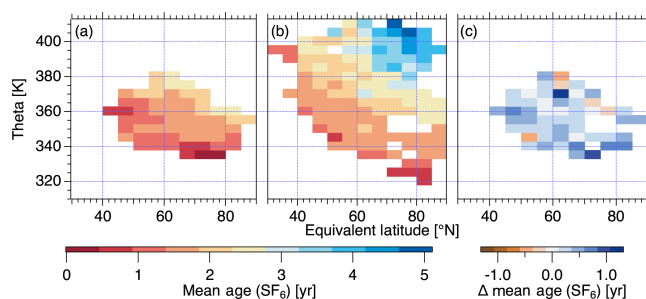 (a) (b) (c)
Theta [K]
400
380
360
340
320
40 60 80 40 60 80 40 60 80
Equivalent latitude [°N]
0 1 2 3 4 5
Mean age (SF₆) [yr]
-1.0 0.0 1.0
Δ mean age (SF₆) [yr]